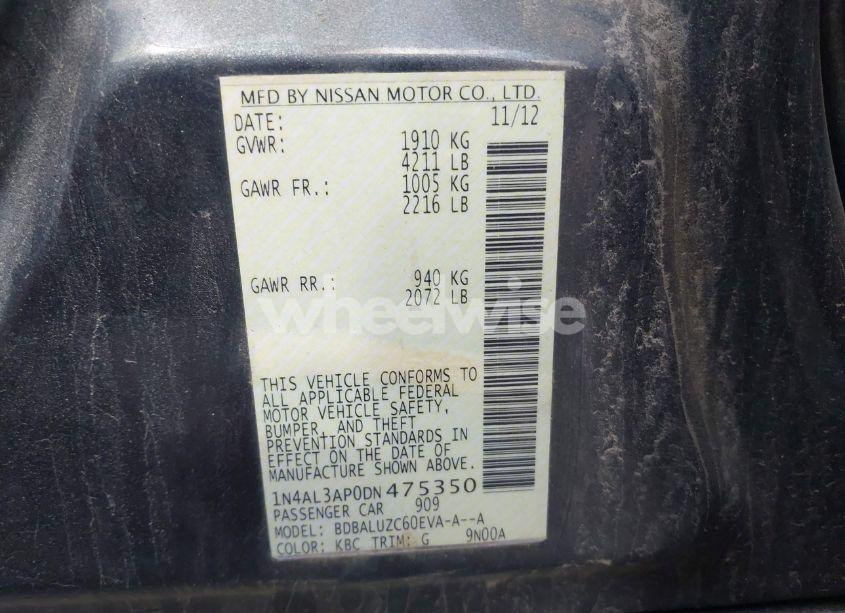 MFD BY NISSAN MOTOR CO., LTD.
DATE: 11/12
GVWR: 1910 KG
4211 LB
GAWR FR.: 1005 KG
2216 LB
GAWR RR.: 940 KG
2072 LB
wheelwise
THIS VEHICLE CONFORMS TO
ALL APPLICABLE FEDERAL
MOTOR VEHICLE SAFETY,
BUMPER, AND THEFT
PREVENTION STANDARDS IN
EFFECT ON THE DATE OF
MANUFACTURE SHOWN ABOVE.
1N4AL3AP0DN475350
PASSENGER CAR 909
MODEL: BDBALUZC60EVA-A--A
COLOR: KBC TRIM: G 9N00A